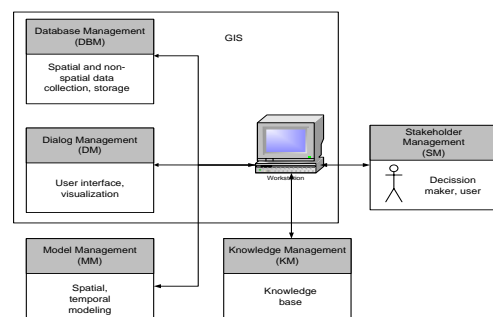 Database Management
(DBM)
Spatial and non-
spatial data
collection, storage
GIS
Dialog Management
(DM)
User interface,
visualization
Workstation
Stakeholder
Management
(SM)
Decission
maker, user
Model Management
(MM)
Spatial,
temporal
modeling
Knowledge Management
(KM)
Knowledge
base